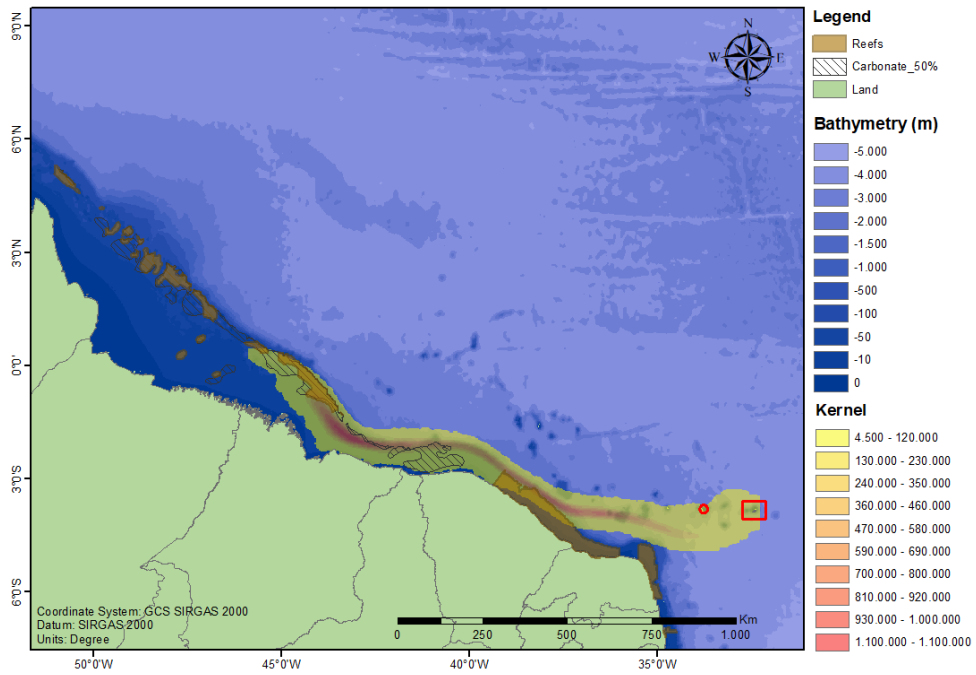 Legend
Reefs
Carbonate_50%
Land
Bathymetry (m)
-5.000
-4.000
-3.000
-2.000
-1.500
-1.000
-500
-100
-50
-10
0
Kernel
4.500 - 120.000
130.000 - 230.000
240.000 - 350.000
360.000 - 460.000
470.000 - 580.000
590.000 - 690.000
700.000 - 800.000
810.000 - 920.000
930.000 - 1.000.000
1.100.000 - 1.100.000
N
W E
S
9°0'N
6°0'N
3°0'N
0°0'
3°0'S
6°0'S
Coordinate System: GCS SIRGAS 2000
Datum: SIRGAS 2000
Units: Degree
Km
0 250 500 750 1.000
50°0'W 45°0'W 40°0'W 35°0'W